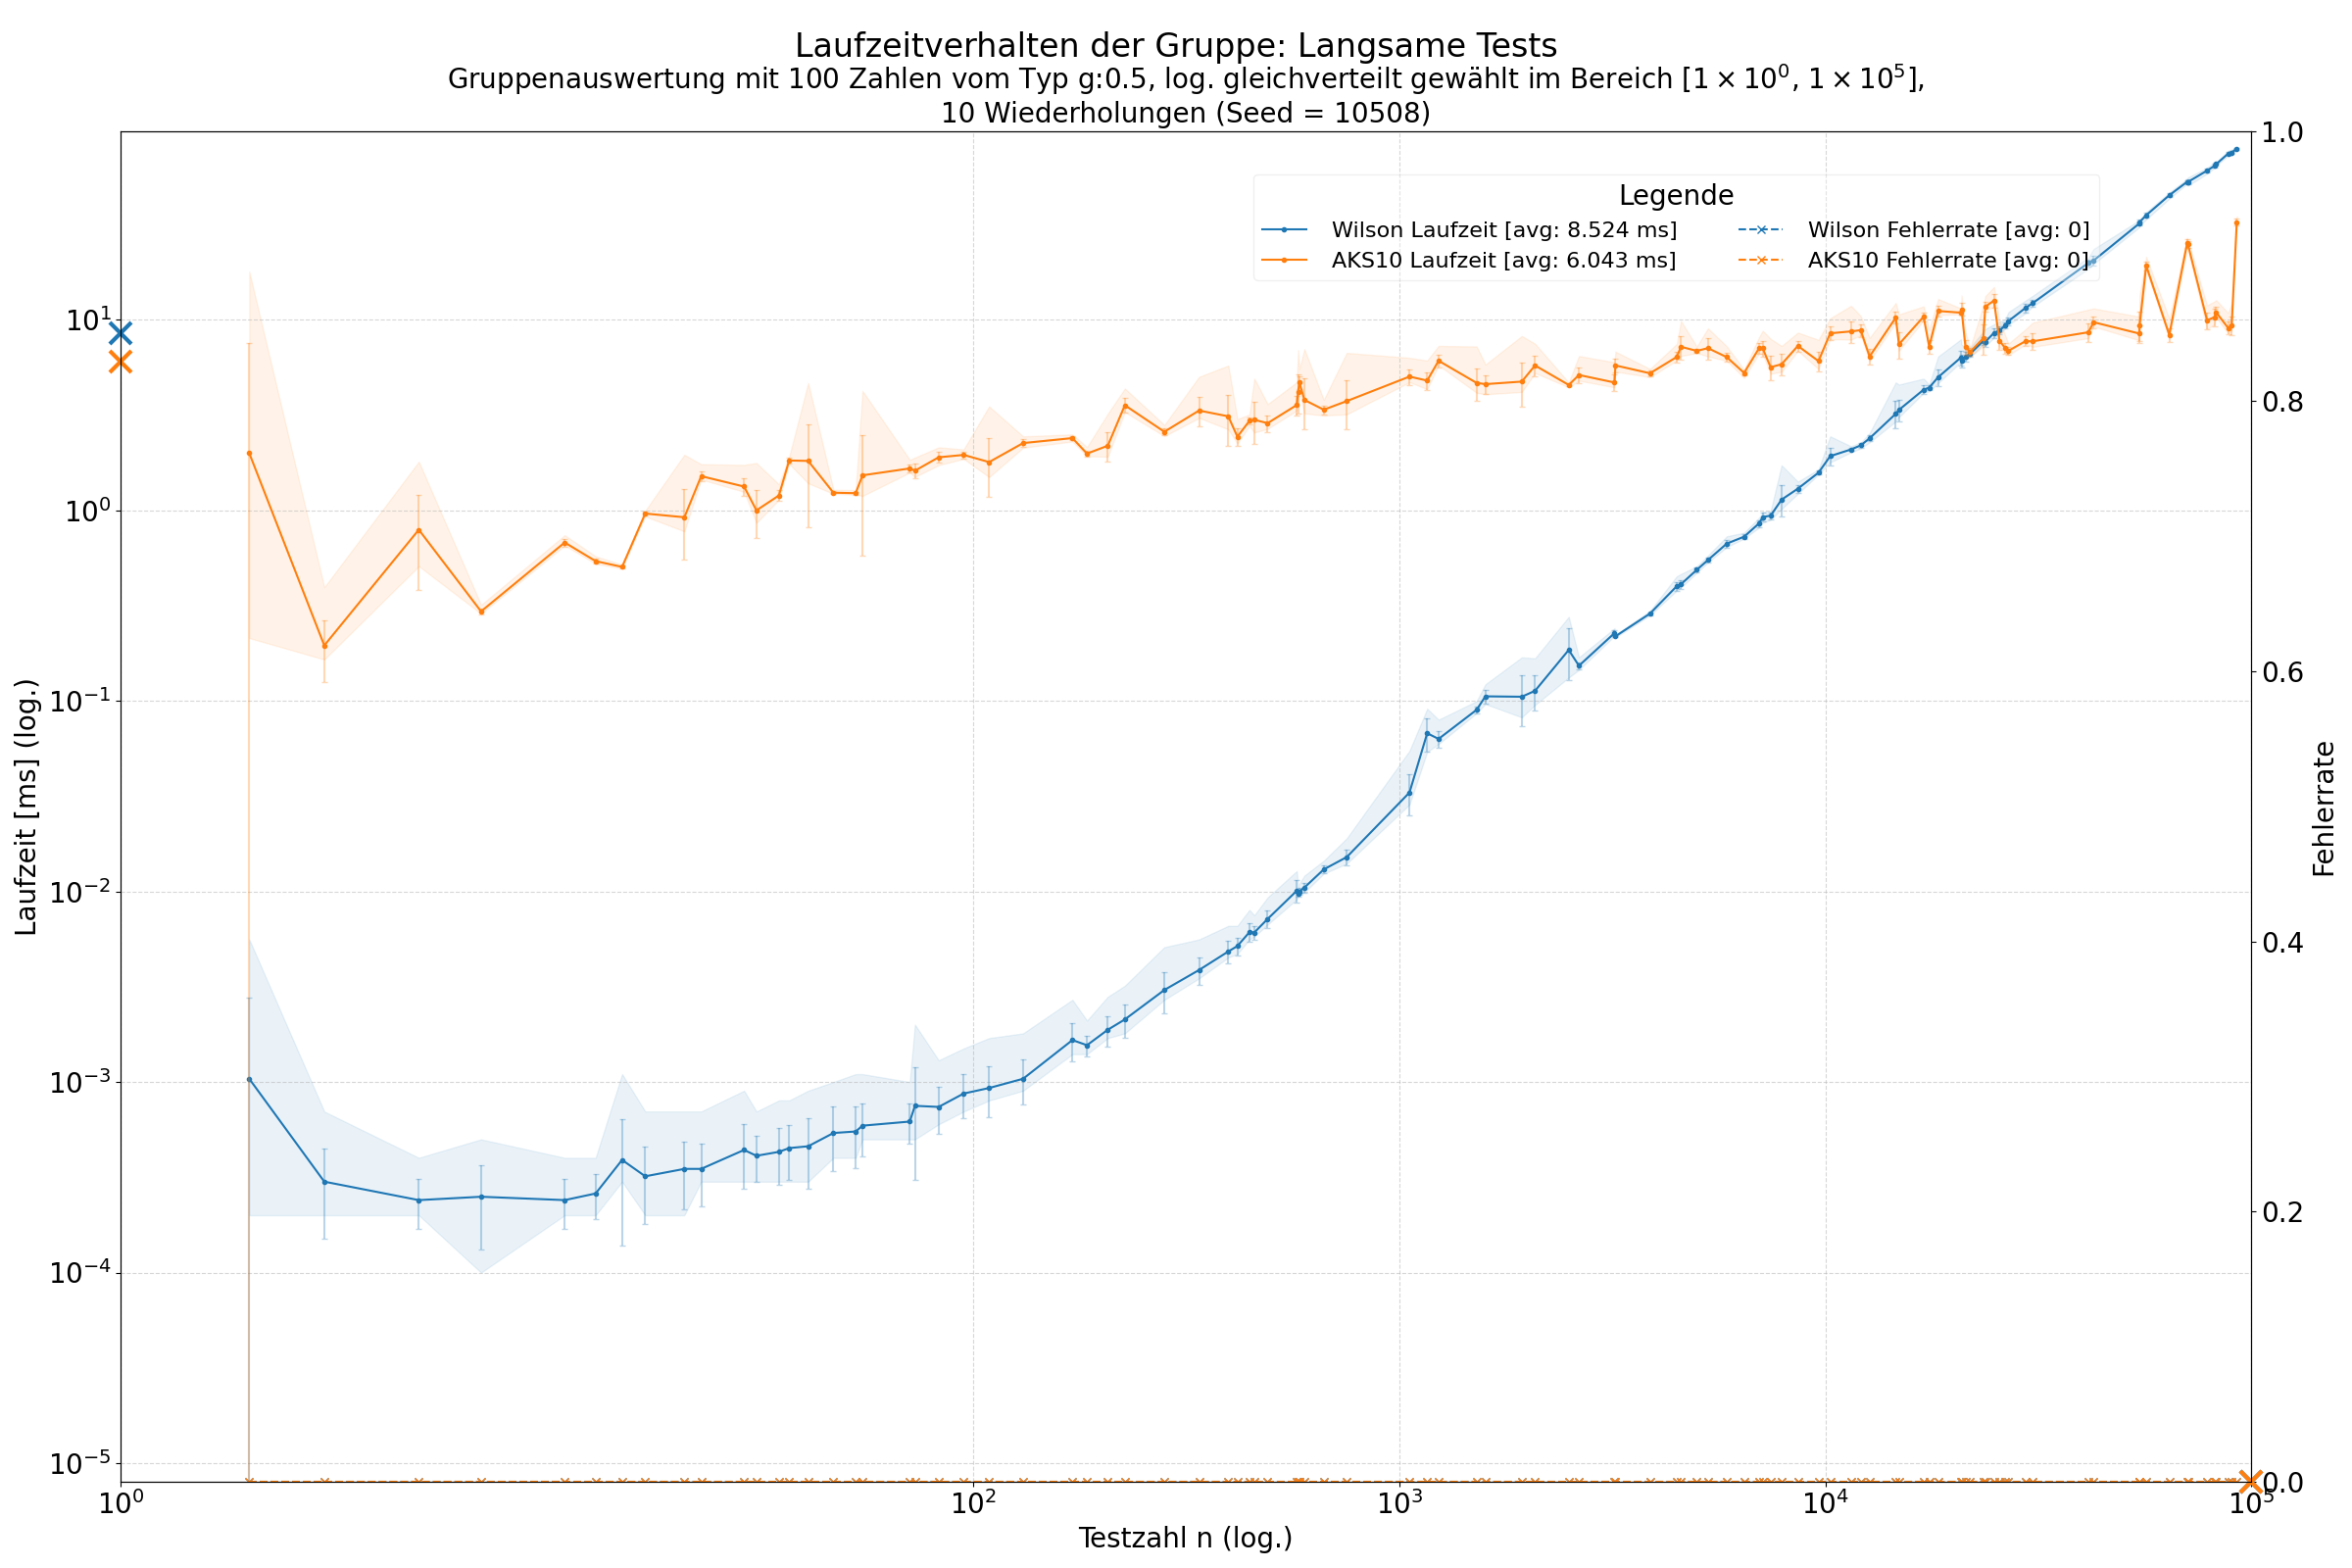 Laufzeitverhalten der Gruppe: Langsame Tests
Gruppenauswertung mit 100 Zahlen vom Typ g:0.5, log. gleichverteilt gewählt im Bereich [1 × 10⁰, 1 × 10⁵],
10 Wiederholungen (Seed = 10508)
Legende
Wilson Laufzeit [avg: 8.524 ms]
AKS10 Laufzeit [avg: 6.043 ms]
Wilson Fehlerrate [avg: 0]
AKS10 Fehlerrate [avg: 0]
Laufzeit [ms] (log.)
10¹
10⁰
10⁻¹
10⁻²
10⁻³
10⁻⁴
10⁻⁵
1.0
0.8
0.6
0.4
0.2
0.0
Fehlerrate
10⁰
10²
10³
10⁴
10⁵
Testzahl n (log.)